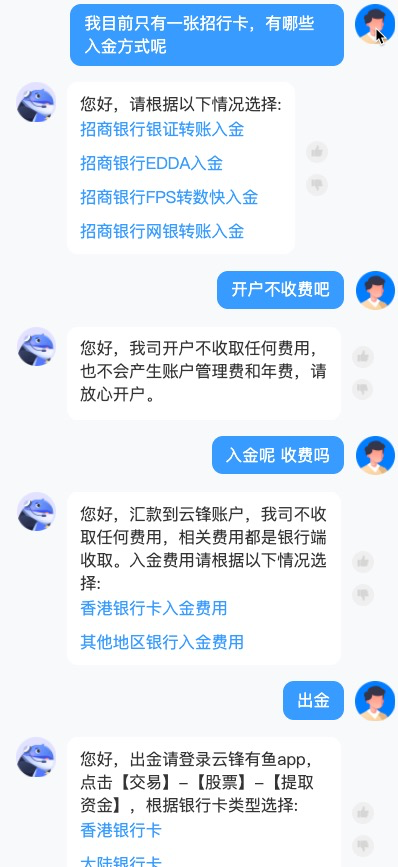 我目前只有一张招行卡，有哪些
入金方式呢
您好，请根据以下情况选择:
招商银行银证转账入金
招商银行EDDA入金
招商银行FPS转数快入金
招商银行网银转账入金
开户不收费吧
您好，我司开户不收取任何费用，
也不会产生账户管理费和年费，请
放心开户。
入金呢 收费吗
您好，汇款到云锋账户，我司不收
取任何费用，相关费用都是银行端
收取。入金费用请根据以下情况选
择:
香港银行卡入金费用
其他地区银行入金费用
出金
您好，出金请登录云锋有鱼app，
点击【交易】–【股票】–【提取
资金】，根据银行卡类型选择:
香港银行卡
大陆银行卡